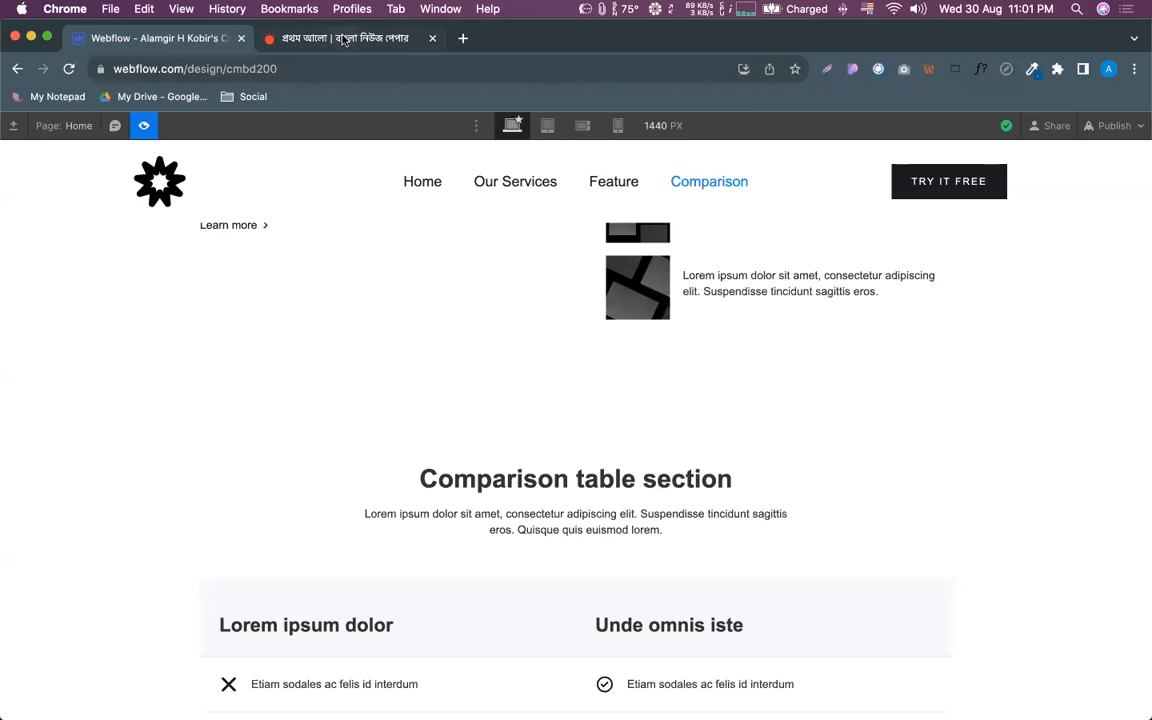 Chrome File Edit View History Bookmarks Profiles Tab Window Help 75° 89 KB/s 3 KB/s Charged Wed 30 Aug 11:01 PM
Webflow - Alamgir H Kobir's C
প্রথম আলো | বাংলা নিউজ পেপার
webflow.com/design/cmbd200
My Notepad My Drive - Google... Social
Page: Home 1440 PX Share Publish
Home Our Services Feature Comparison TRY IT FREE
Learn more
Lorem ipsum dolor sit amet, consectetur adipiscing
elit. Suspendisse tincidunt sagittis eros.
Comparison table section
Lorem ipsum dolor sit amet, consectetur adipiscing elit. Suspendisse tincidunt sagittis
eros. Quisque quis euismod lorem.
Lorem ipsum dolor Unde omnis iste
Etiam sodales ac felis id interdum Etiam sodales ac felis id interdum